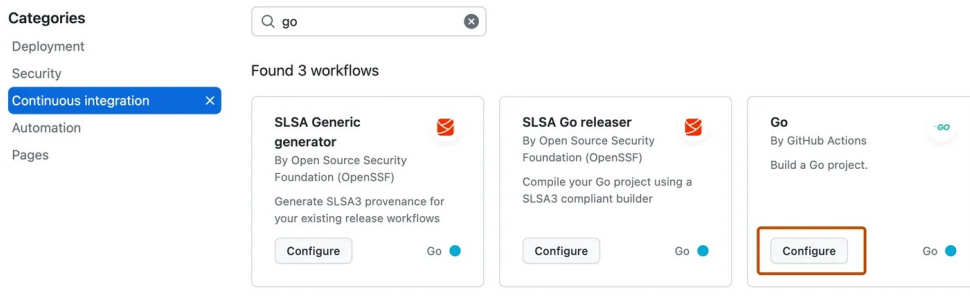 Categories
Deployment
Security
Continuous integration
Automation
Pages
go
Found 3 workflows
SLSA Generic
generator
By Open Source Security
Foundation (OpenSSF)
Generate SLSA3 provenance for
your existing release workflows
Configure
Go
SLSA Go releaser
By Open Source Security
Foundation (OpenSSF)
Compile your Go project using a
SLSA3 compliant builder
Configure
Go
Go
GO
By GitHub Actions
Build a Go project.
Configure
Go